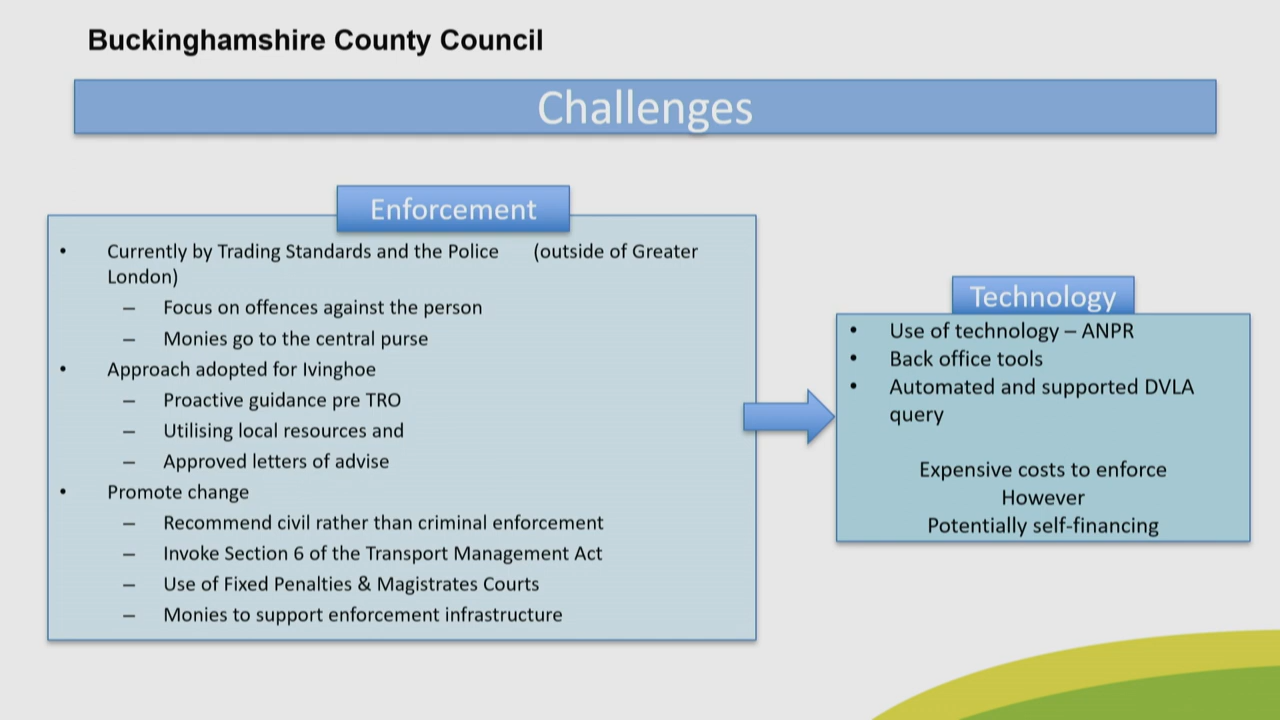 Buckinghamshire County Council
Challenges
Enforcement
• Currently by Trading Standards and the Police (outside of Greater
London)
– Focus on offences against the person
– Monies go to the central purse
• Approach adopted for Ivinghoe
– Proactive guidance pre TRO
– Utilising local resources and
– Approved letters of advise
• Promote change
– Recommend civil rather than criminal enforcement
– Invoke Section 6 of the Transport Management Act
– Use of Fixed Penalties & Magistrates Courts
– Monies to support enforcement infrastructure
Technology
• Use of technology – ANPR
• Back office tools
• Automated and supported DVLA
query
Expensive costs to enforce
However
Potentially self-financing